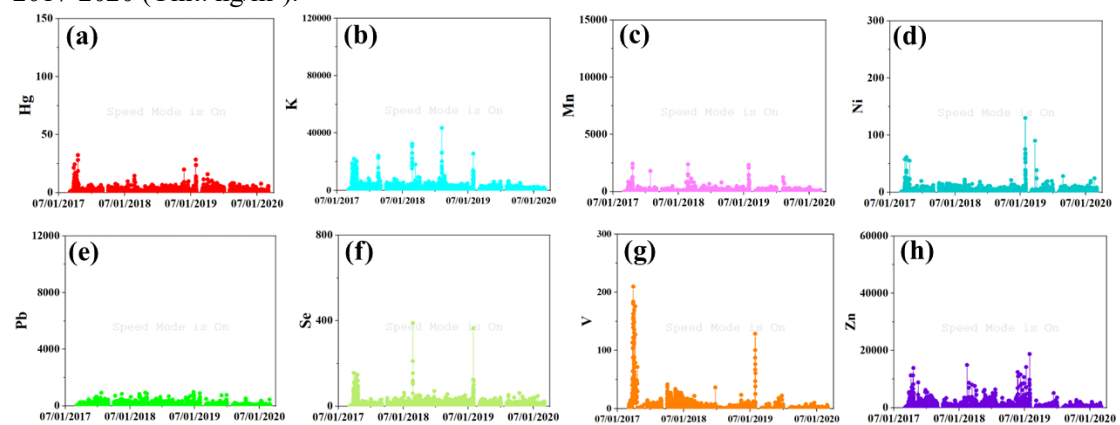 2017-2020 (Unit: ng/m³).
(a) (b) (c) (d)
150 120000 15000 300
100 80000 10000 200
50 40000 5000 100
0 0 0 0
Hg K Mn Ni
Speed Mode is On Speed Mode is On Speed Mode is On Speed Mode is On
07/01/2017 07/01/2018 07/01/2019 07/01/2020 07/01/2017 07/01/2018 07/01/2019 07/01/2020 07/01/2017 07/01/2018 07/01/2019 07/01/2020 07/01/2017 07/01/2018 07/01/2019 07/01/2020
(e) (f) (g) (h)
12000 800 300 60000
9000 200 40000
6000 400 100 20000
3000
0 0 0 0
Pb Se V Zn
Speed Mode is On Speed Mode is On Speed Mode is On Speed Mode is On
07/01/2017 07/01/2018 07/01/2019 07/01/2020 07/01/2017 07/01/2018 07/01/2019 07/01/2020 07/01/2017 07/01/2018 07/01/2019 07/01/2020 07/01/2017 07/01/2018 07/01/2019 07/01/2020